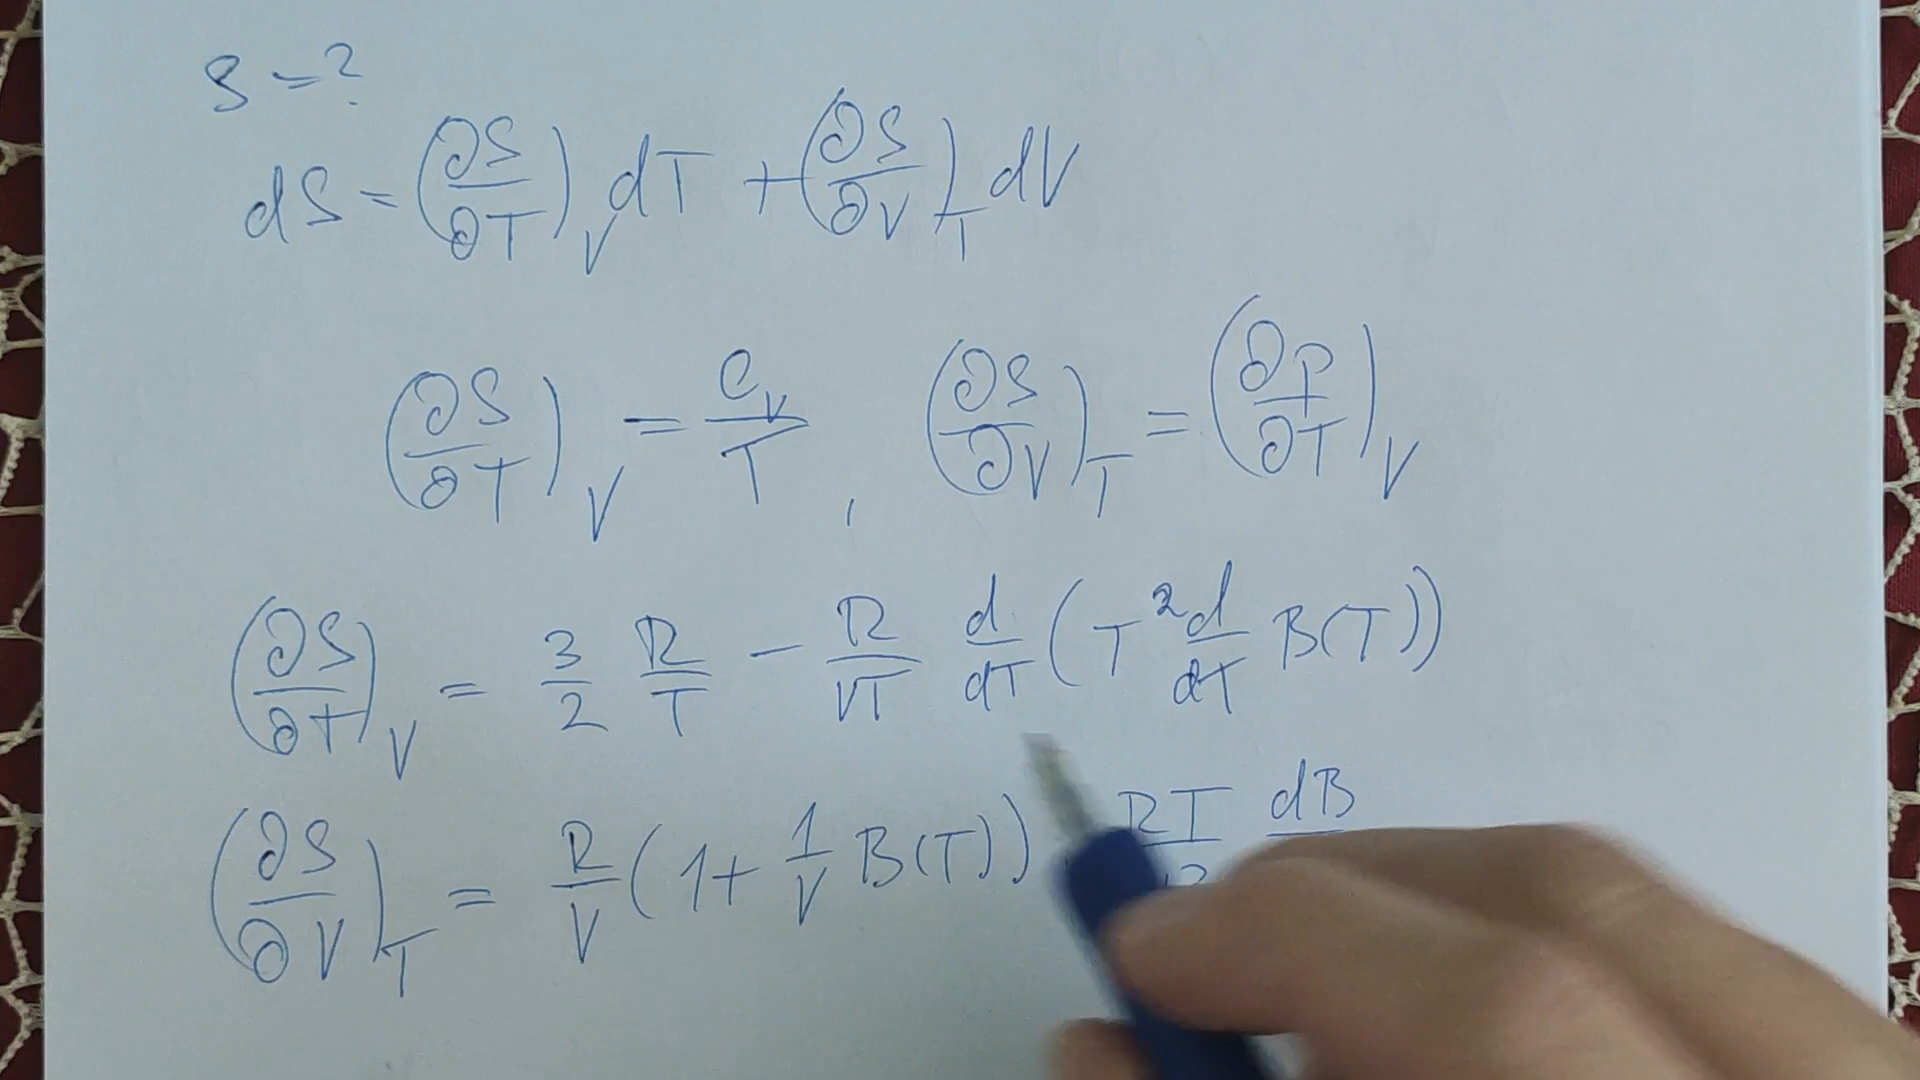 S = ?
dS = (∂S/∂T)_V dT + (∂S/∂V)_T dV
(∂S/∂T)_V = C_V/T , (∂S/∂V)_T = (∂P/∂T)_V
(∂S/∂T)_V = 3/2 R/T - R/VT d/dT (T² d/dT B(T))
(∂S/∂V)_T = R/V (1 + 1/V B(T)) RT dB